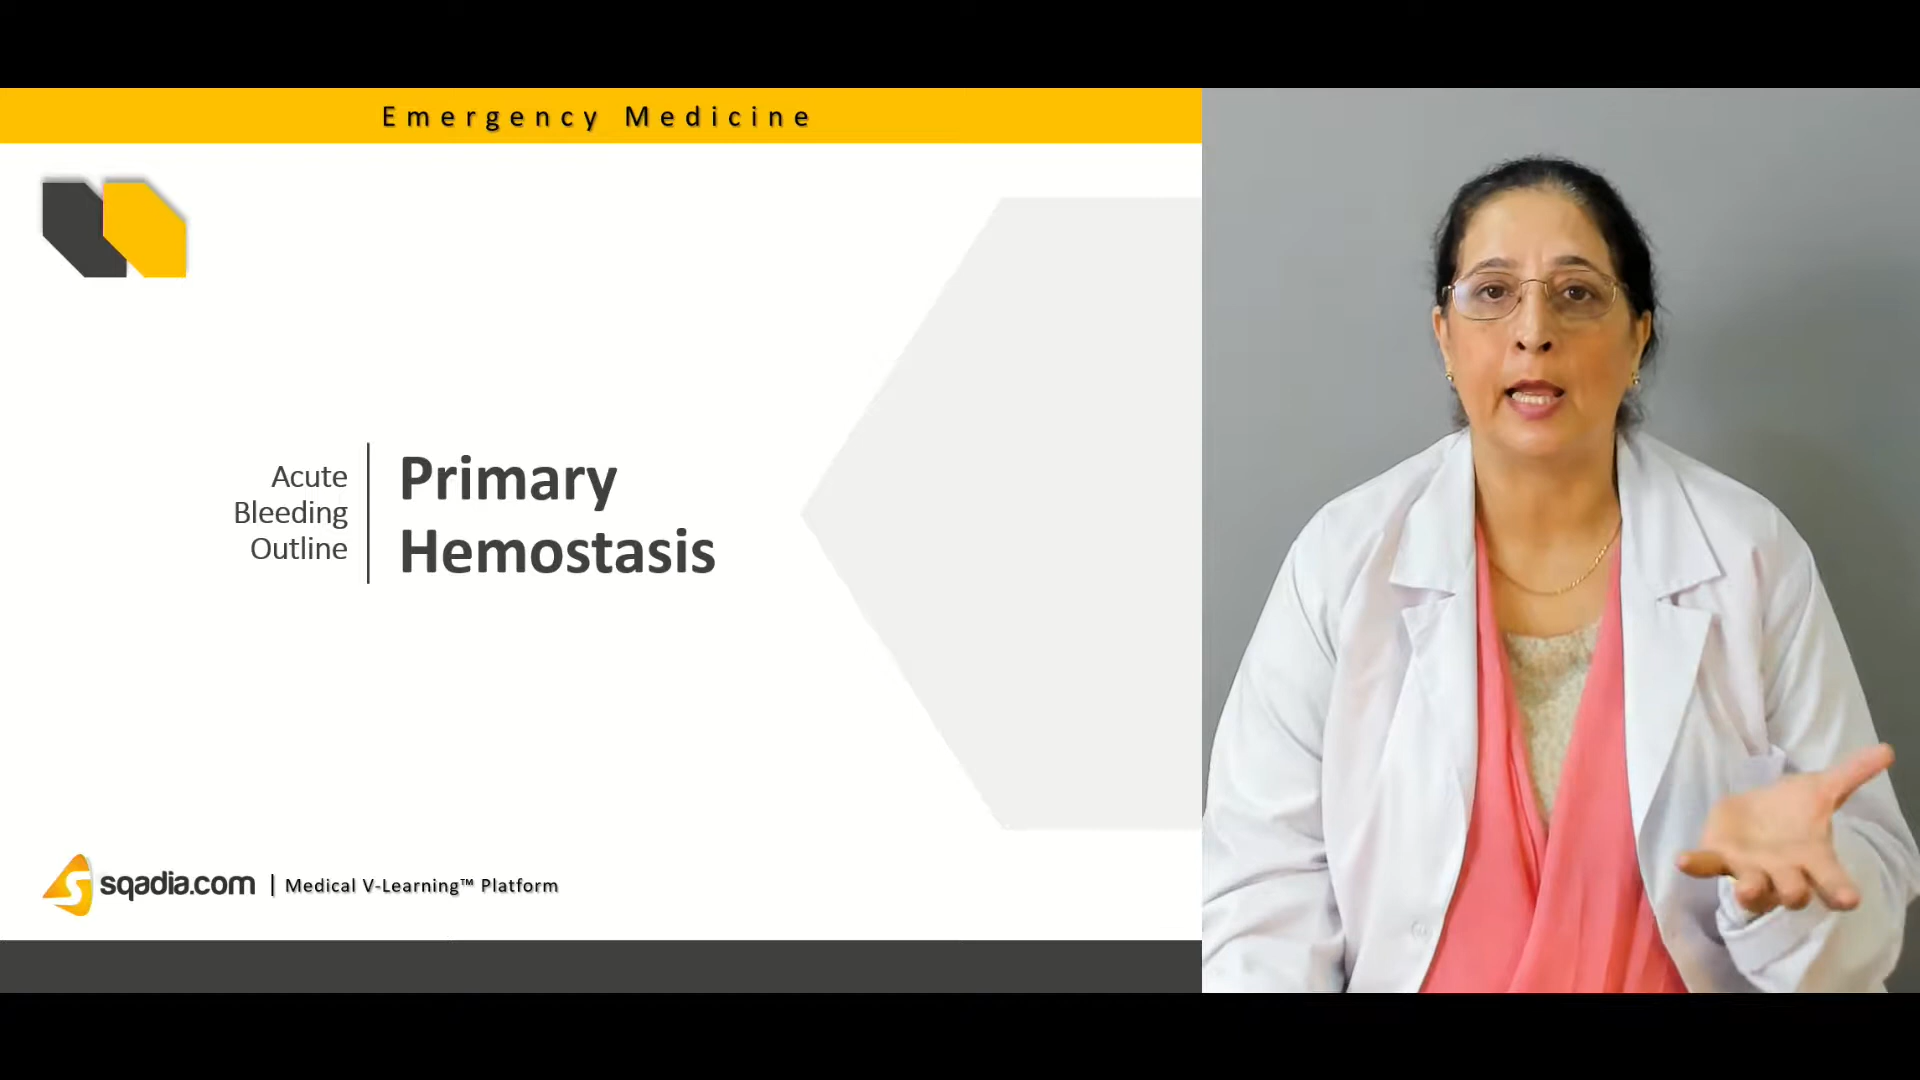 Emergency Medicine
Acute
Bleeding
Outline
Primary
Hemostasis
sqadia.com | Medical V-Learning™ Platform